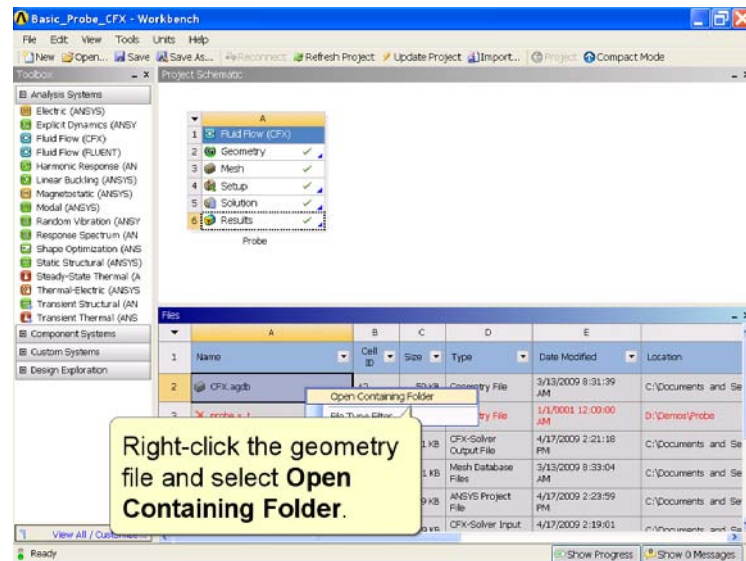 Basic_Probe_CFX - Workbench
File Edit View Tools Units Help
New Open... Save Save As... Reconnect Refresh Project Update Project Import... Project Compact Mode
Toolbox
Project Schematic
Analysis Systems
Electric (ANSYS)
Explicit Dynamics (ANSY
Fluid Flow (CFX)
Fluid Flow (FLUENT)
Harmonic Response (AN
Linear Buckling (ANSYS)
Magnetostatic (ANSYS)
Modal (ANSYS)
Random Vibration (ANSY
Response Spectrum (AN
Shape Optimization (ANS
Static Structural (ANSYS)
Steady-State Thermal (A
Thermal-Electric (ANSYS
Transient Structural (AN
Transient Thermal (ANS
Component Systems
Custom Systems
Design Exploration
View All / Customize...
A
1 Fluid Flow (CFX)
2 Geometry
3 Mesh
4 Setup
5 Solution
6 Results
Probe
Files
A B C D E
1 Name Cell ID Size Type Date Modified Location
2 CFX.agdb Geometry File 3/13/2009 8:31:39 AM C:\Documents and Se
1/1/0001 12:00:00 AM D:\Demos\Probe
CFX-Solver Output File 4/17/2009 2:21:18 PM C:\Documents and Se
Mesh Database Files 3/13/2009 8:33:04 AM C:\Documents and Se
ANSYS Project File 4/17/2009 2:23:59 PM C:\Documents and Se
CFX-Solver Input 4/17/2009 2:19:01
Open Containing Folder
File Type Filter
Right-click the geometry
file and select Open
Containing Folder.
Ready
Show Progress Show 0 Messages